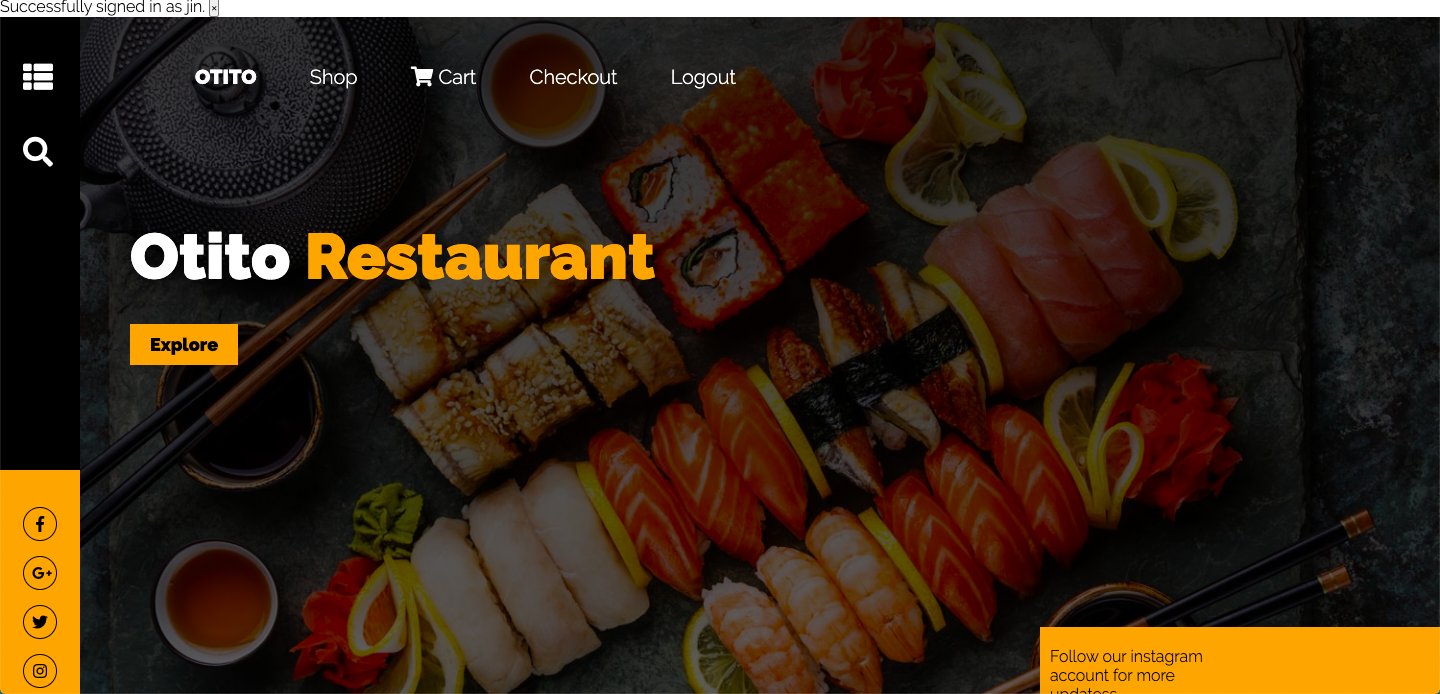 Successfully signed in as jin. ×
OTITO Shop Cart Checkout Logout
Otito Restaurant
Explore
G+
Follow our instagram
account for more
updatess